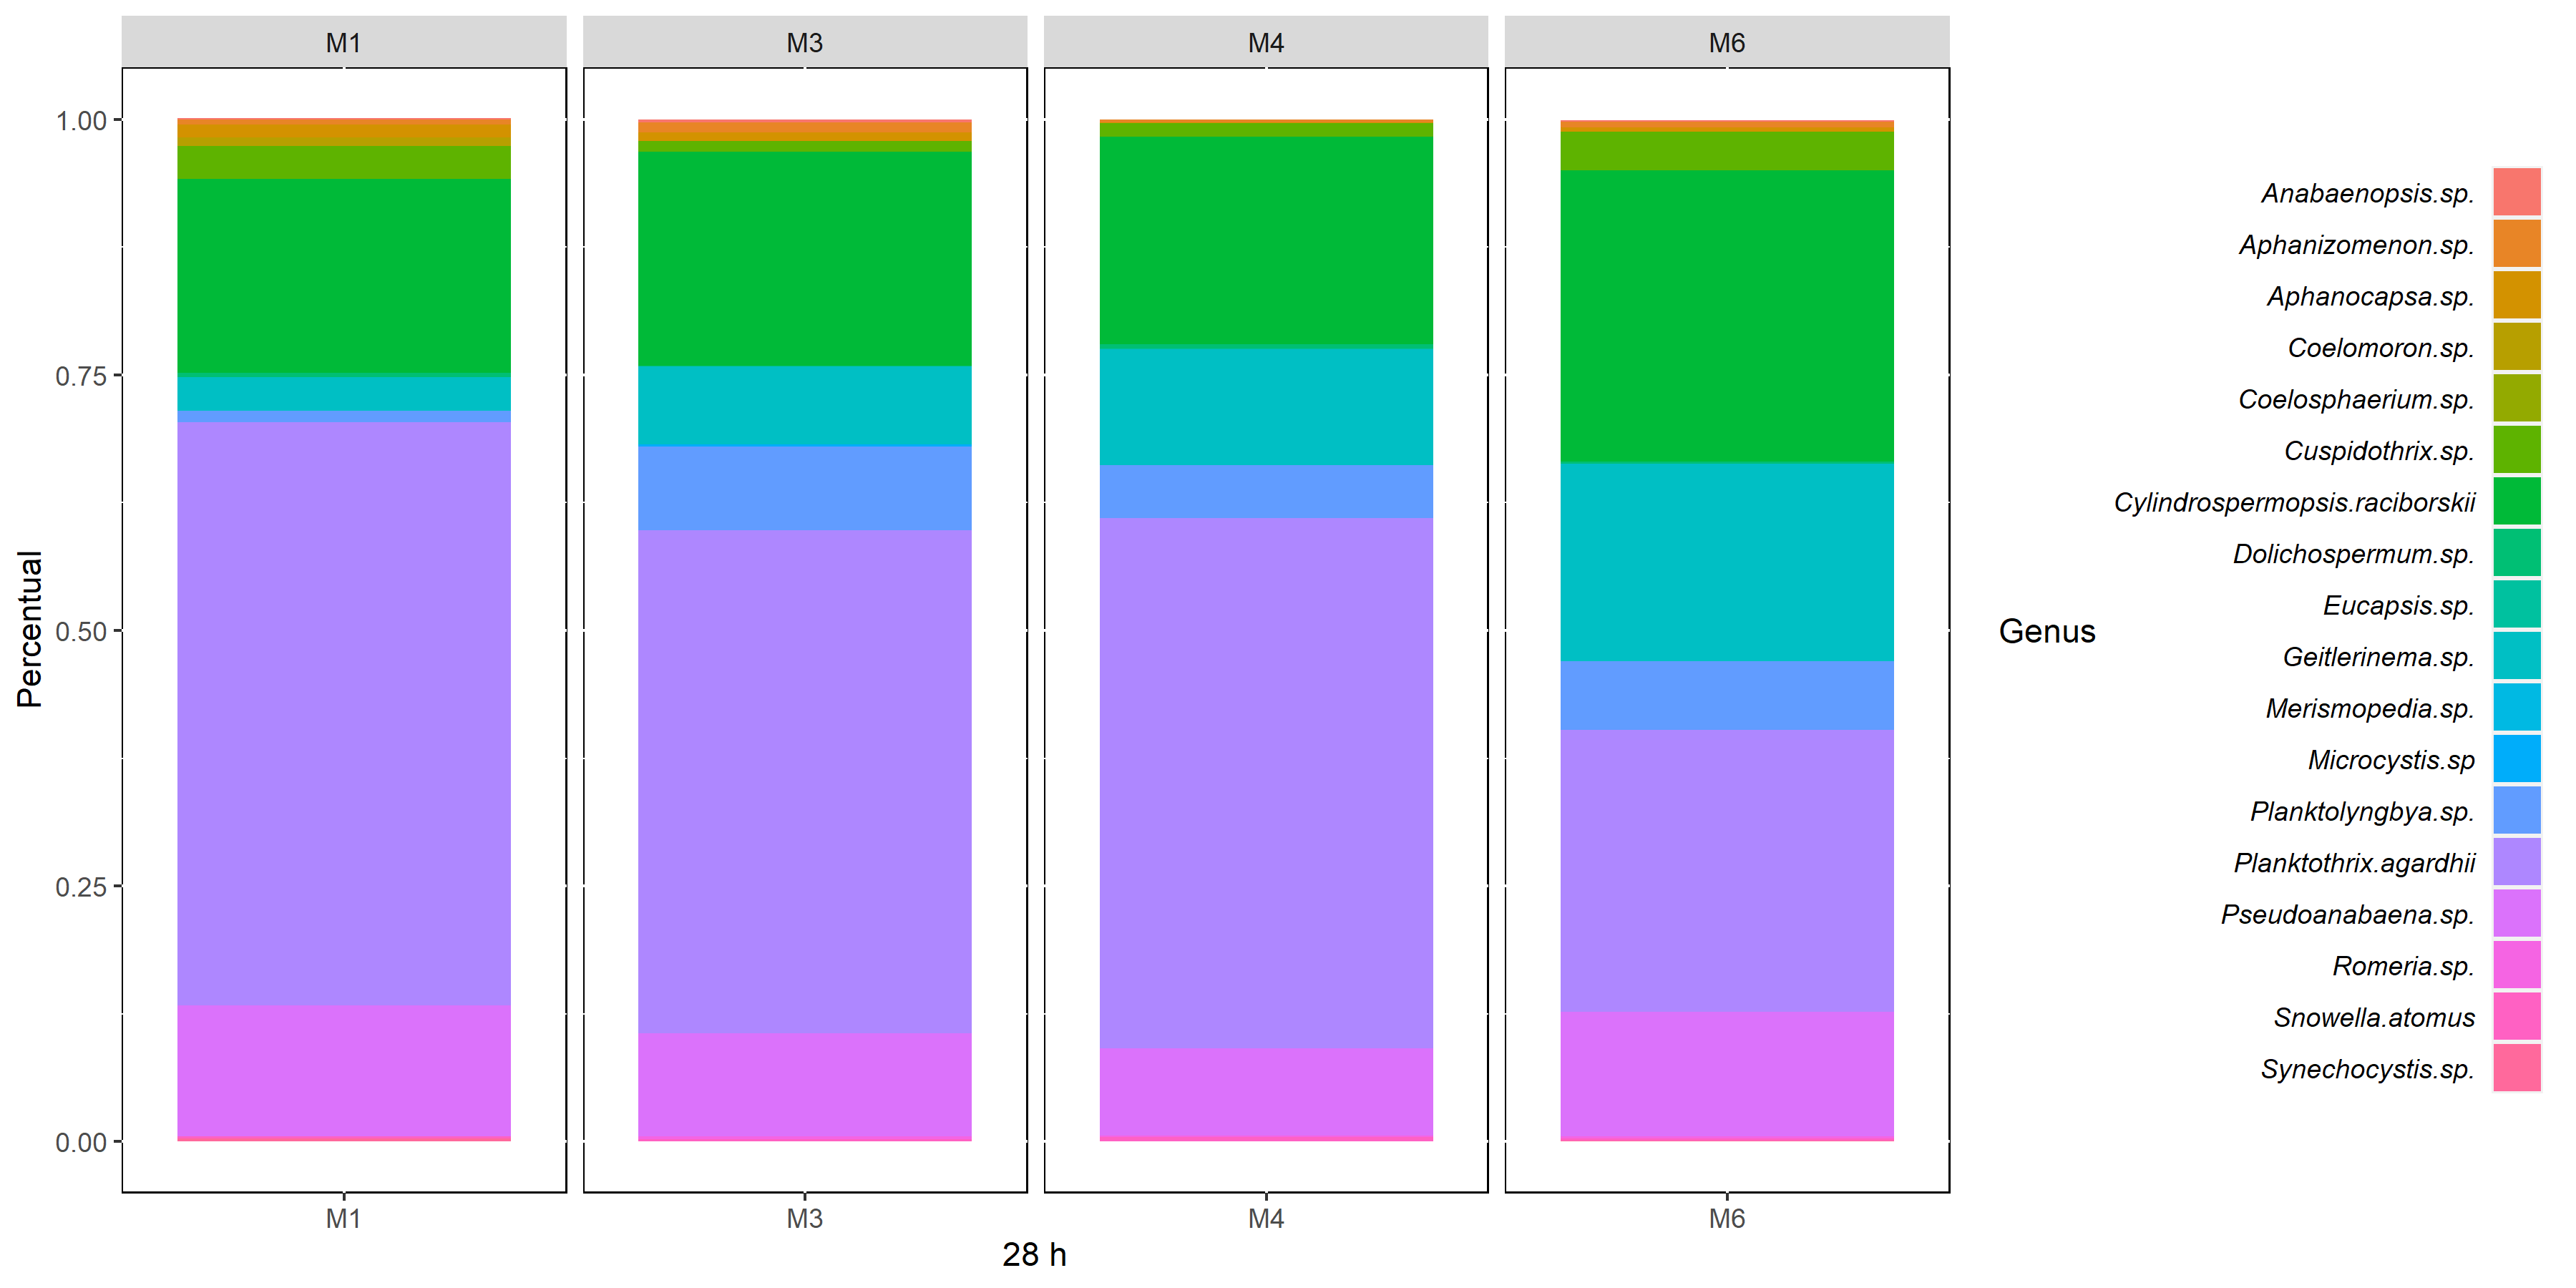 M1 M3 M4 M6
1.00
0.75
0.50
0.25
0.00
Percentual
M1 M3 M4 M6
28 h
Genus
Anabaenopsis.sp.
Aphanizomenon.sp.
Aphanocapsa.sp.
Coelomoron.sp.
Coelosphaerium.sp.
Cuspidothrix.sp.
Cylindrospermopsis.raciborskii
Dolichospermum.sp.
Eucapsis.sp.
Geitlerinema.sp.
Merismopedia.sp.
Microcystis.sp
Planktolyngbya.sp.
Planktothrix.agardhii
Pseudoanabaena.sp.
Romeria.sp.
Snowella.atomus
Synechocystis.sp.